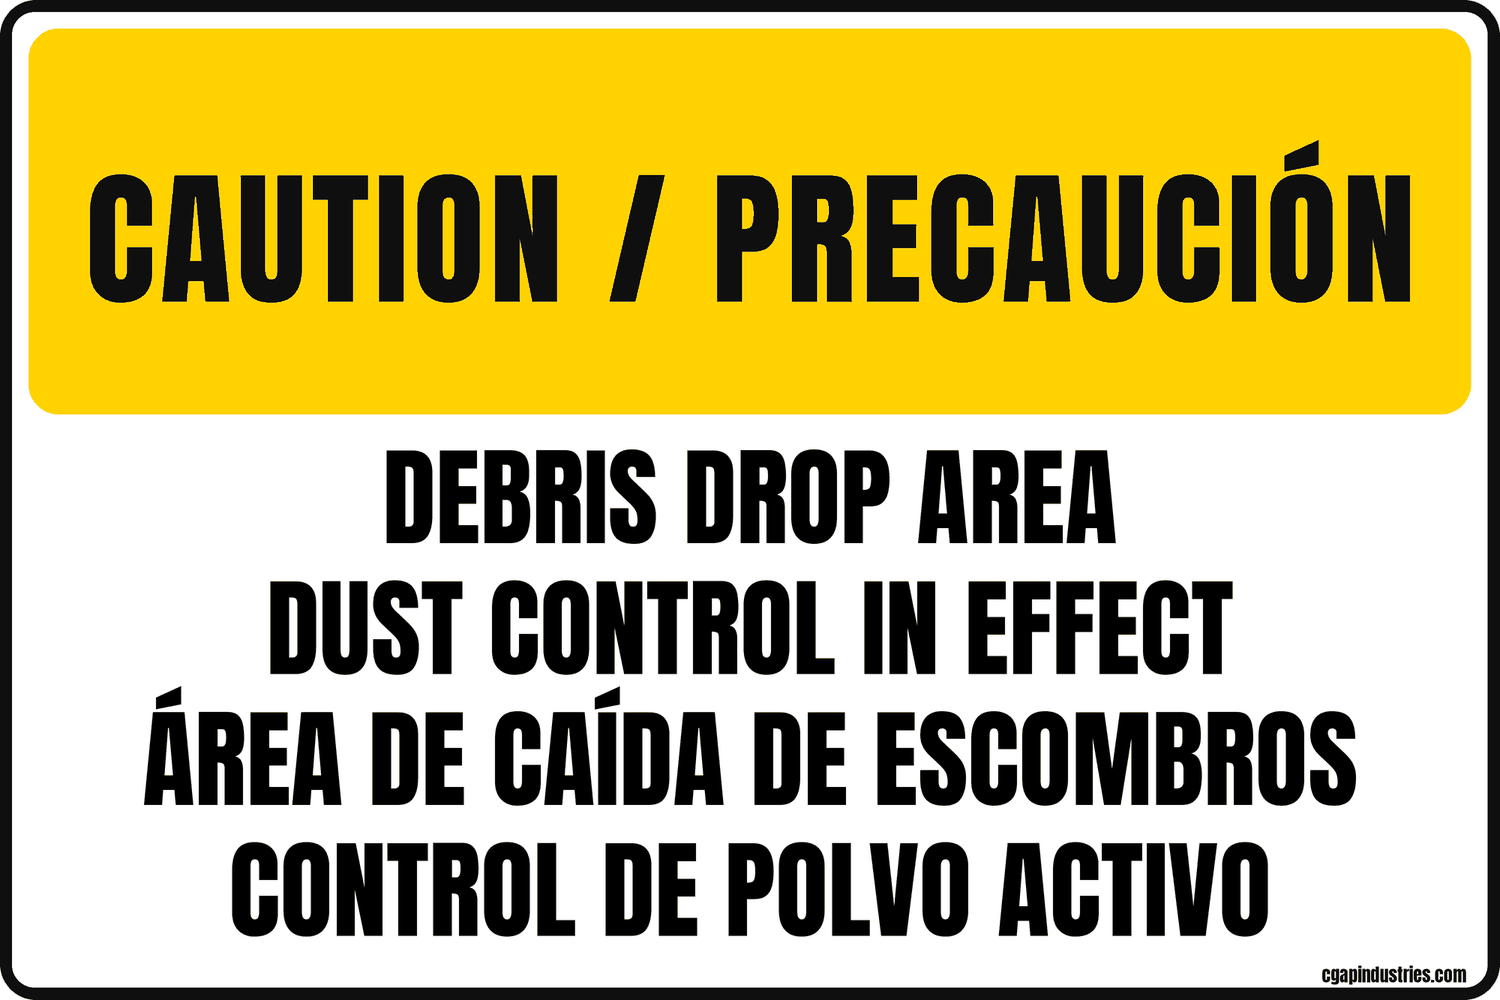 CAUTION / PRECAUCIÓN
DEBRIS DROP AREA
DUST CONTROL IN EFFECT
ÁREA DE CAÍDA DE ESCOMBROS
CONTROL DE POLVO ACTIVO
cgapindustries.com